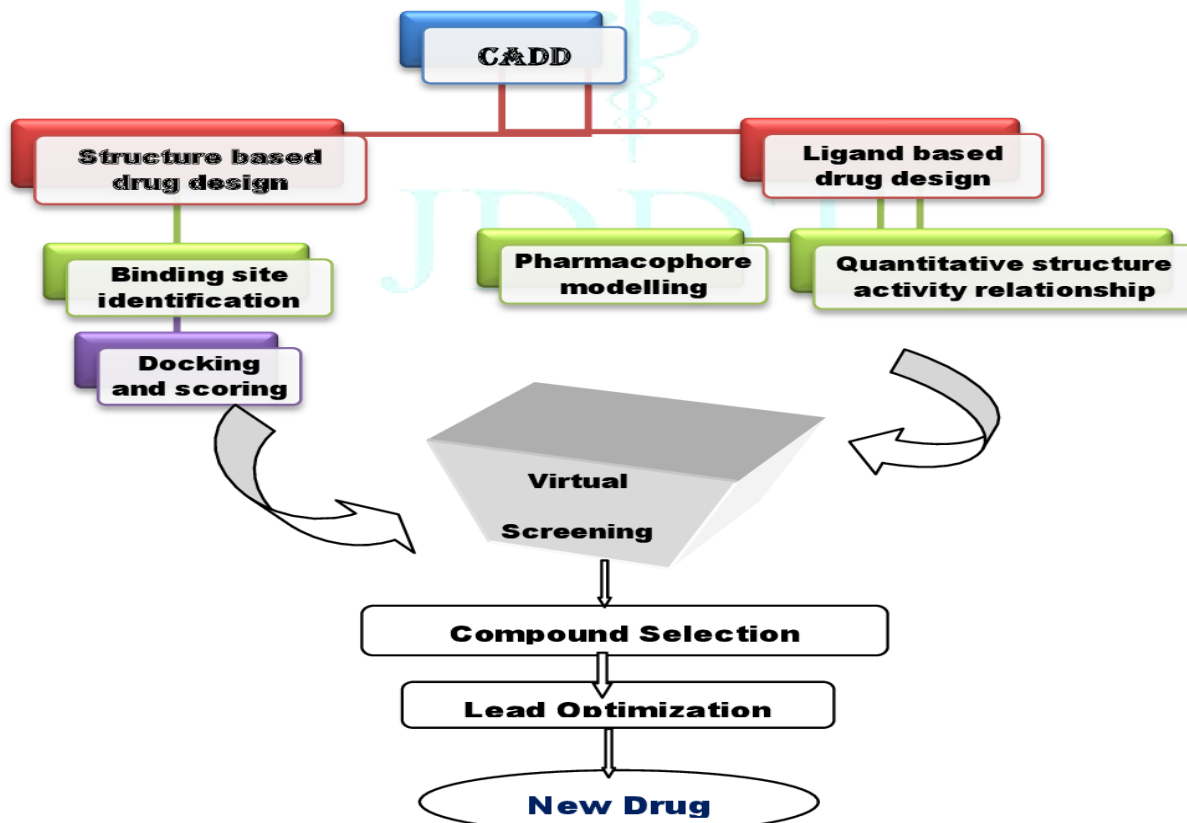 CADD
Structure based
drug design
Ligand based
drug design
Binding site
identification
Pharmacophore
modelling
Quantitative structure
activity relationship
Docking
and scoring
Virtual
Screening
Compound Selection
Lead Optimization
New Drug